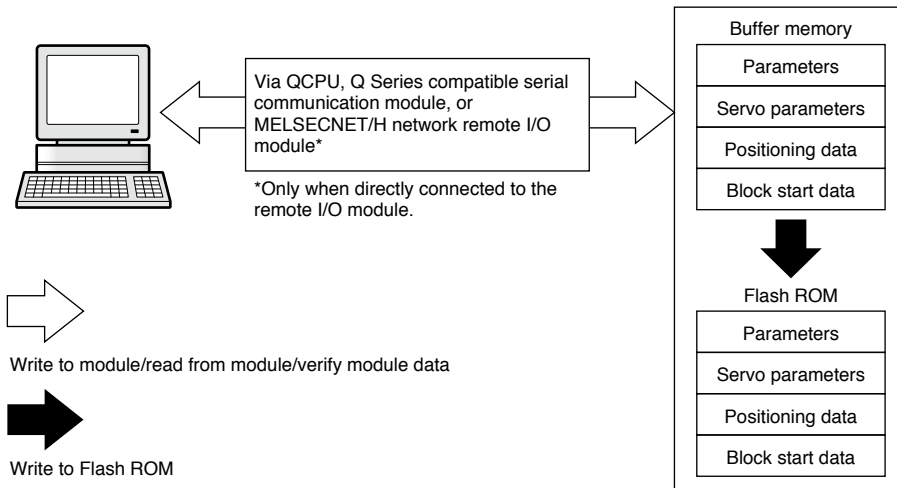 Via QCPU, Q Series compatible serial
communication module, or
MELSECNET/H network remote I/O
module*
*Only when directly connected to the
remote I/O module.
Buffer memory
Parameters
Servo parameters
Positioning data
Block start data
Flash ROM
Parameters
Servo parameters
Positioning data
Block start data
Write to module/read from module/verify module data
Write to Flash ROM